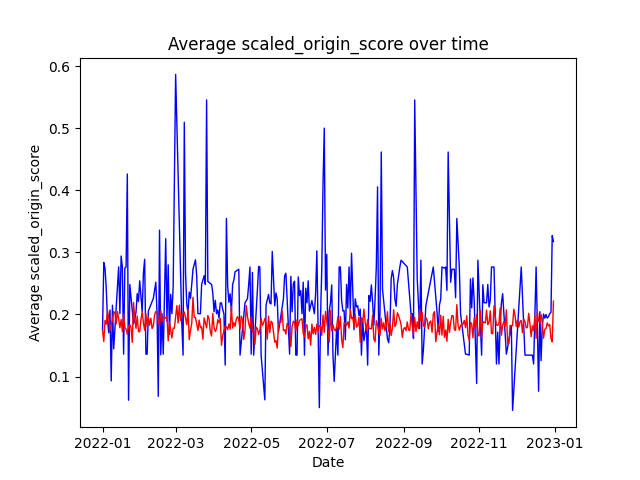 Average scaled_origin_score over time
0.6
0.5
0.4
0.3
0.2
0.1
Average scaled_origin_score
2022-01 2022-03 2022-05 2022-07 2022-09 2022-11 2023-01
Date